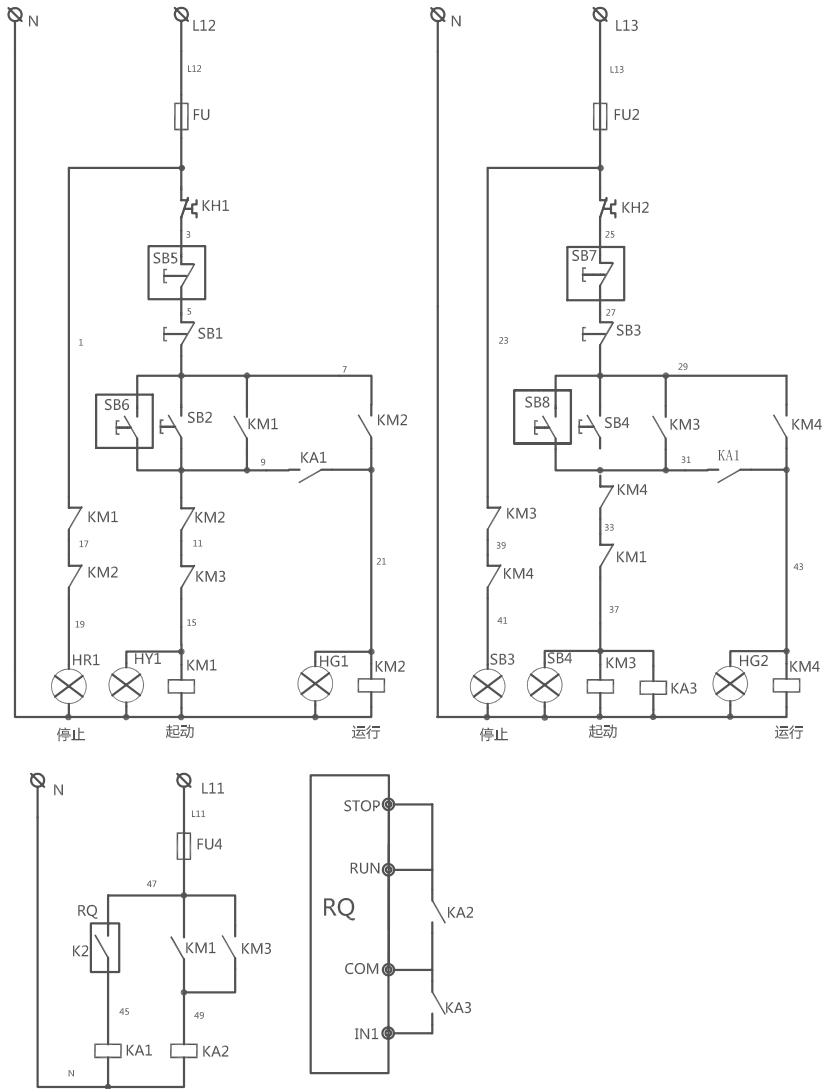 N
L12
L12
FU
KH1
3
SB5
5
SB1
1
7
SB6
SB2
KM1
KM2
KA1
9
KM1
KM2
17
11
KM2
KM3
21
19
15
HR1
HY1
KM1
HG1
KM2
停止
起动
运行
N
L13
L13
FU2
KH2
25
SB7
27
SB3
23
29
SB8
SB4
KM3
KM4
KA1
31
KM4
KM3
33
39
KM1
KM4
43
37
41
SB3
SB4
KM3
KA3
HG2
KM4
停止
起动
运行
N
L11
L11
FU4
47
RQ
K2
KM1
KM3
45
49
KA1
KA2
N
STOP
RUN
RQ
KA2
COM
KA3
IN1